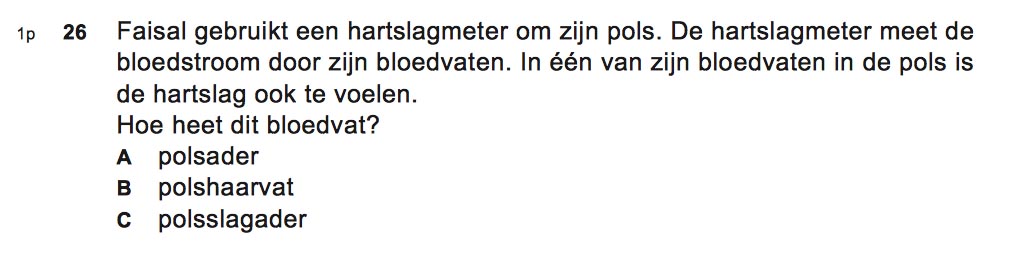 1p 26 Faisal gebruikt een hartslagmeter om zijn pols. De hartslagmeter meet de
bloedstroom door zijn bloedvaten. In één van zijn bloedvaten in de pols is
de hartslag ook te voelen.
Hoe heet dit bloedvat?
A polsader
B polshaarvat
C polsslagader